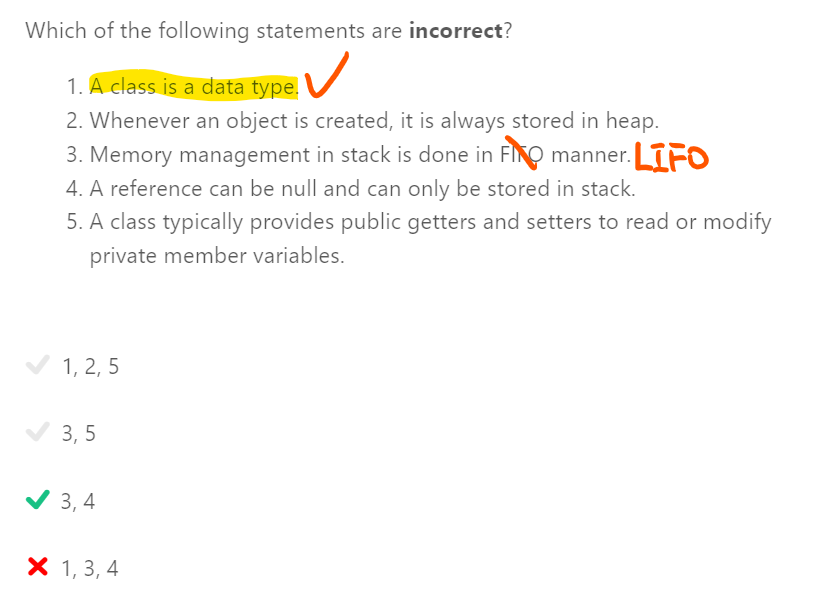 Which of the following statements are incorrect?
1. A class is a data type.
2. Whenever an object is created, it is always stored in heap.
3. Memory management in stack is done in FIFO manner. LIFO
4. A reference can be null and can only be stored in stack.
5. A class typically provides public getters and setters to read or modify
private member variables.
1, 2, 5
3, 5
3, 4
1, 3, 4